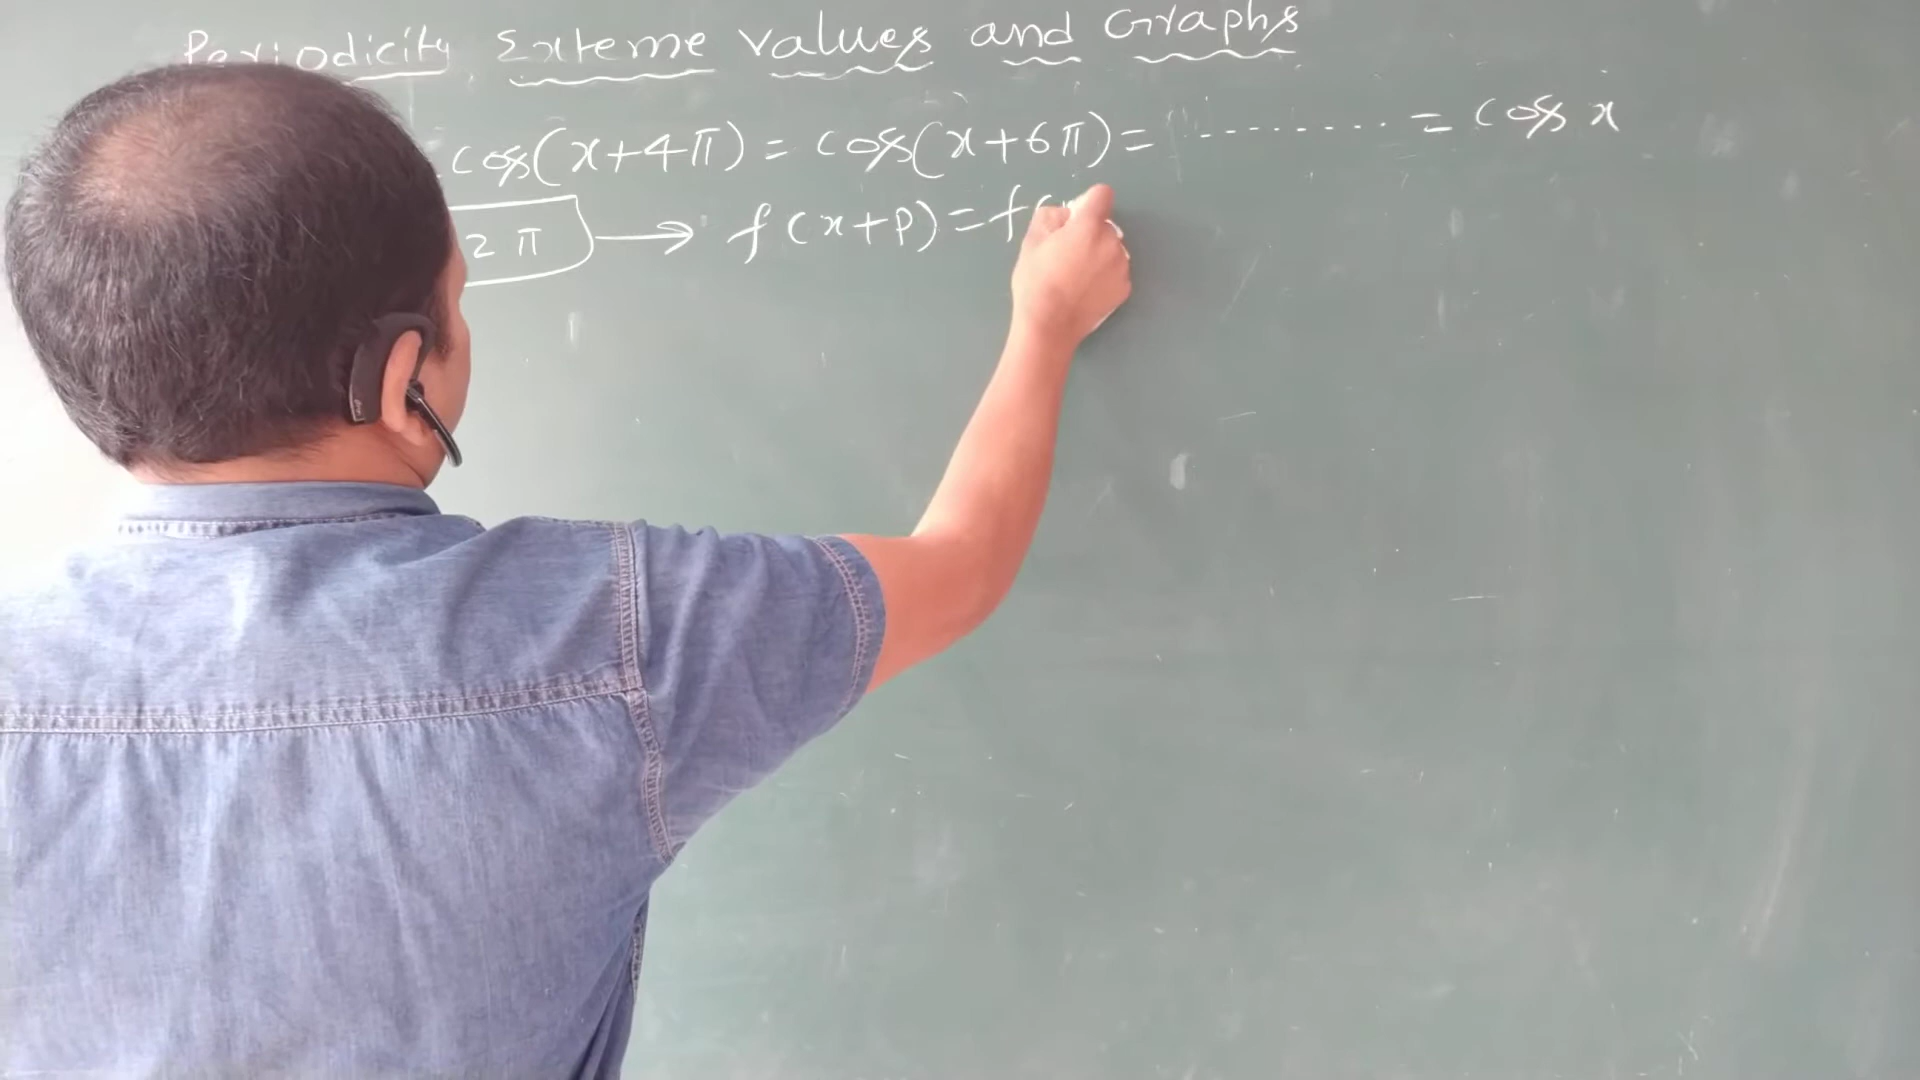 Periodicity, Exteme values and Graphs
cos(x+4π) = cos(x+6π) = ---------- = cos x
2π → f(x+p) = f(